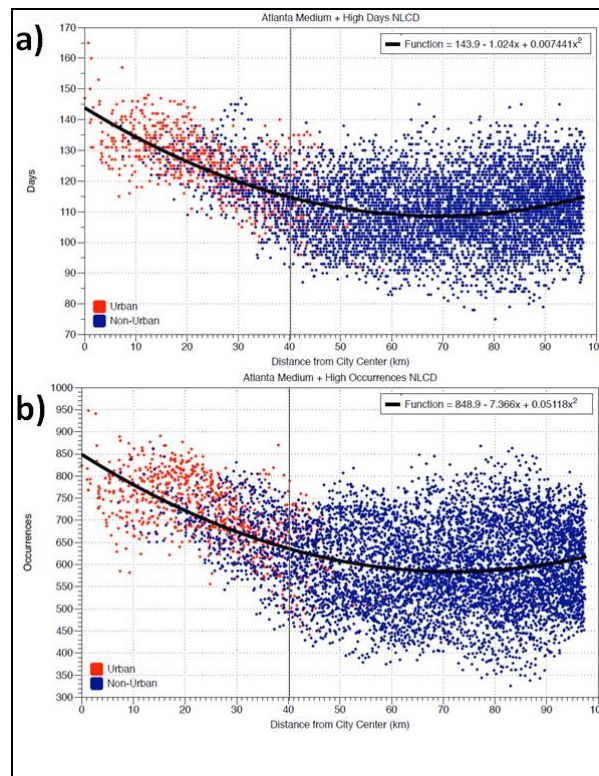 a)
Atlanta Medium + High Days NLCD
Function = 143.9 - 1.024x + 0.007441x²
170
160
150
140
130
120
110
100
90
80
70
Days
Urban
Non-Urban
0 10 20 30 40 50 60 70 80 90 100
Distance from City Center (km)
b)
Atlanta Medium + High Occurrences NLCD
Function = 848.9 - 7.366x + 0.05118x²
1000
950
900
850
800
750
700
650
600
550
500
450
400
350
300
Occurrences
Urban
Non-Urban
0 10 20 30 40 50 60 70 80 90 100
Distance from City Center (km)